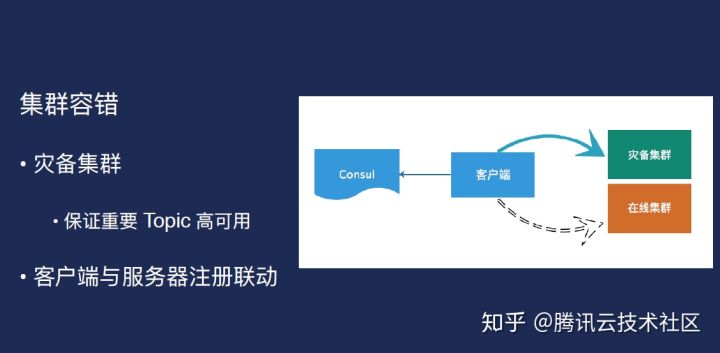 集群容错
• 灾备集群
• 保证重要 Topic 高可用
• 客户端与服务器注册联动
Consul
客户端
灾备集群
在线集群
知乎 @腾讯云技术社区